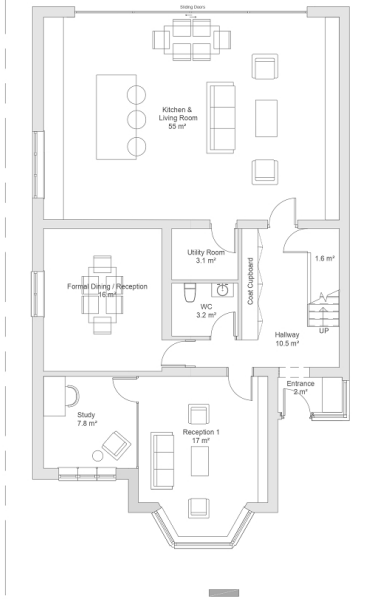 Sliding Doors
Kitchen &
Living Room
55 m²
Utility Room
3.1 m²
1.6 m²
Coat Cupboard
Formal Dining / Reception
16 m²
WC
3.2 m²
UP
Hallway
10.5 m²
Entrance
2 m²
Study
7.8 m²
Reception 1
17 m²